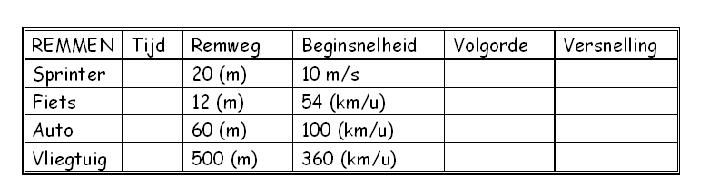 REMMEN Tijd Remweg Beginsnelheid Volgorde Versnelling
Sprinter 20 (m) 10 m/s
Fiets 12 (m) 54 (km/u)
Auto 60 (m) 100 (km/u)
Vliegtuig 500 (m) 360 (km/u)